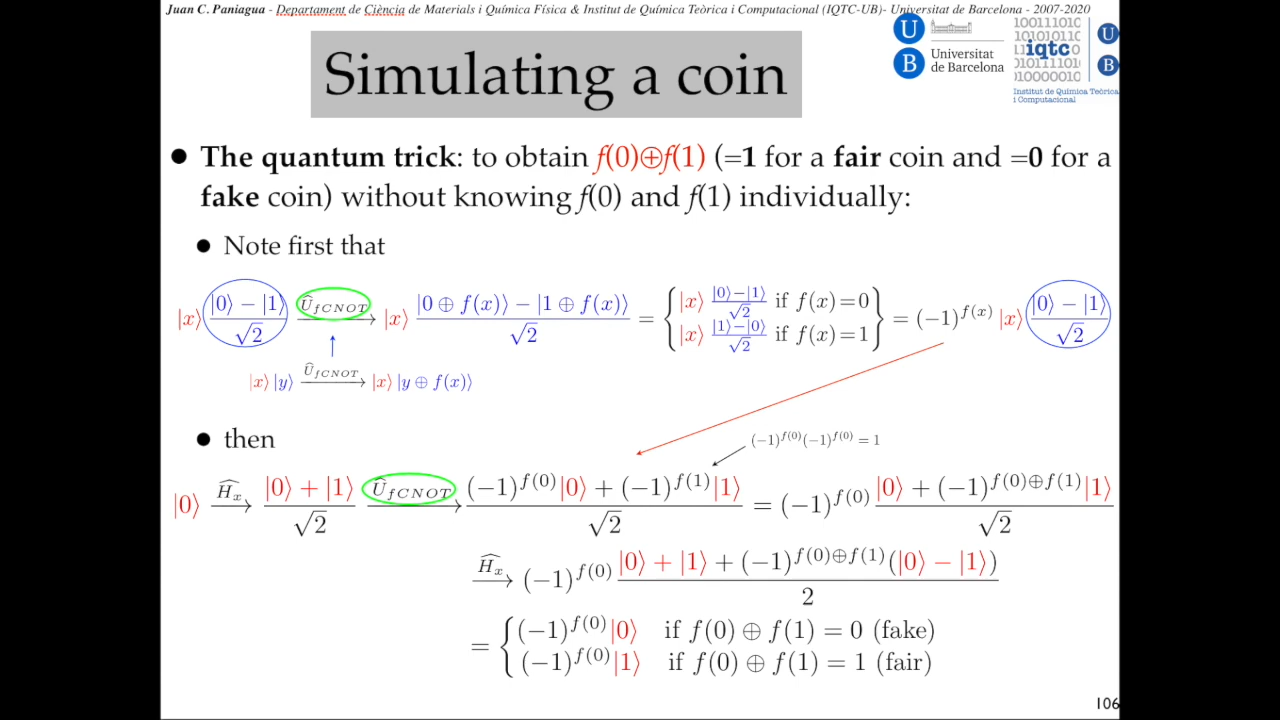 Juan C. Paniagua - Departament de Ciència de Materials i Química Física & Institut de Química Teòrica i Computacional (IQTC-UB)- Universitat de Barcelona - 2007-2020
U B Universitat de Barcelona
iqtc
Institut de Química Teòrica i Computacional
U B
Simulating a coin
● The quantum trick: to obtain f(0)⊕f(1) (=1 for a fair coin and =0 for a
fake coin) without knowing f(0) and f(1) individually:
● Note first that
|x⟩ (|0⟩ − |1⟩)/√2 —Û_fCNOT→ |x⟩ (|0 ⊕ f(x)⟩ − |1 ⊕ f(x)⟩)/√2 = { |x⟩ (|0⟩−|1⟩)/√2 if f(x)=0 ; |x⟩ (|1⟩−|0⟩)/√2 if f(x)=1 } = (−1)^f(x) |x⟩ (|0⟩ − |1⟩)/√2
|x⟩ |y⟩ —Û_fCNOT→ |x⟩ |y ⊕ f(x)⟩
● then
(−1)^f(0) (−1)^f(0) = 1
|0⟩ —Ĥ_x→ (|0⟩ + |1⟩)/√2 —Û_fCNOT→ ((−1)^f(0) |0⟩ + (−1)^f(1) |1⟩)/√2 = (−1)^f(0) (|0⟩ + (−1)^f(0)⊕f(1) |1⟩)/√2
—Ĥ_x→ (−1)^f(0) (|0⟩ + |1⟩ + (−1)^f(0)⊕f(1) (|0⟩ − |1⟩))/2
= { (−1)^f(0) |0⟩ if f(0) ⊕ f(1) = 0 (fake)
(−1)^f(0) |1⟩ if f(0) ⊕ f(1) = 1 (fair)
106